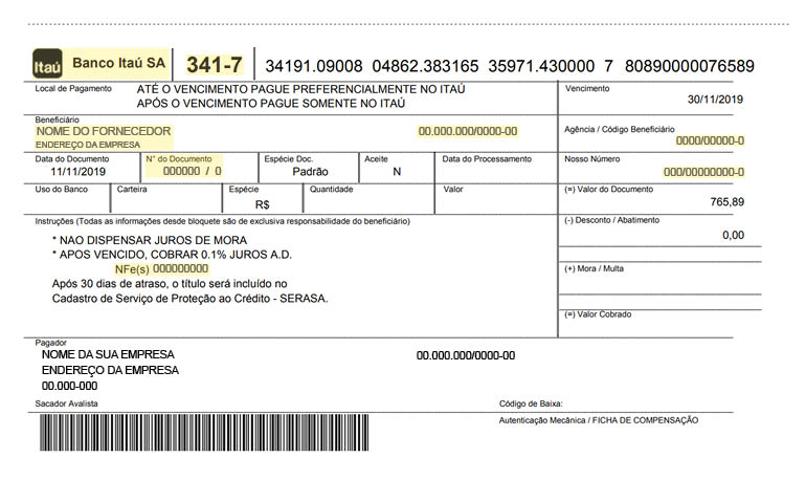 Itaú Banco Itaú SA 341-7 34191.09008 04862.383165 35971.430000 7 80890000076589
Local de Pagamento ATÉ O VENCIMENTO PAGUE PREFERENCIALMENTE NO ITAÚ
APÓS O VENCIMENTO PAGUE SOMENTE NO ITAÚ
Vencimento
30/11/2019
Beneficiário
NOME DO FORNECEDOR 00.000.000/0000-00
ENDEREÇO DA EMPRESA
Agência / Código Beneficiário
0000/00000-0
Data do Documento N° do Documento Espécie Doc. Aceite Data do Processamento Nosso Número
11/11/2019 000000 / 0 Padrão N 000/00000000-0
Uso do Banco Carteira Espécie Quantidade Valor (=) Valor do Documento
R$ 765,89
Instruções (Todas as informações desde bloquete são de exclusiva responsabilidade do beneficiário)
(-) Desconto / Abatimento
0,00
* NAO DISPENSAR JUROS DE MORA
* APOS VENCIDO, COBRAR 0.1% JUROS A.D.
NFe(s) 000000000
Após 30 dias de atraso, o título será incluído no
Cadastro de Serviço de Proteção ao Crédito - SERASA.
(+) Mora / Multa
(=) Valor Cobrado
Pagador
NOME DA SUA EMPRESA 00.000.000/0000-00
ENDEREÇO DA EMPRESA
00.000-000
Sacador Avalista Código de Baixa:
Autenticação Mecânica / FICHA DE COMPENSAÇÃO